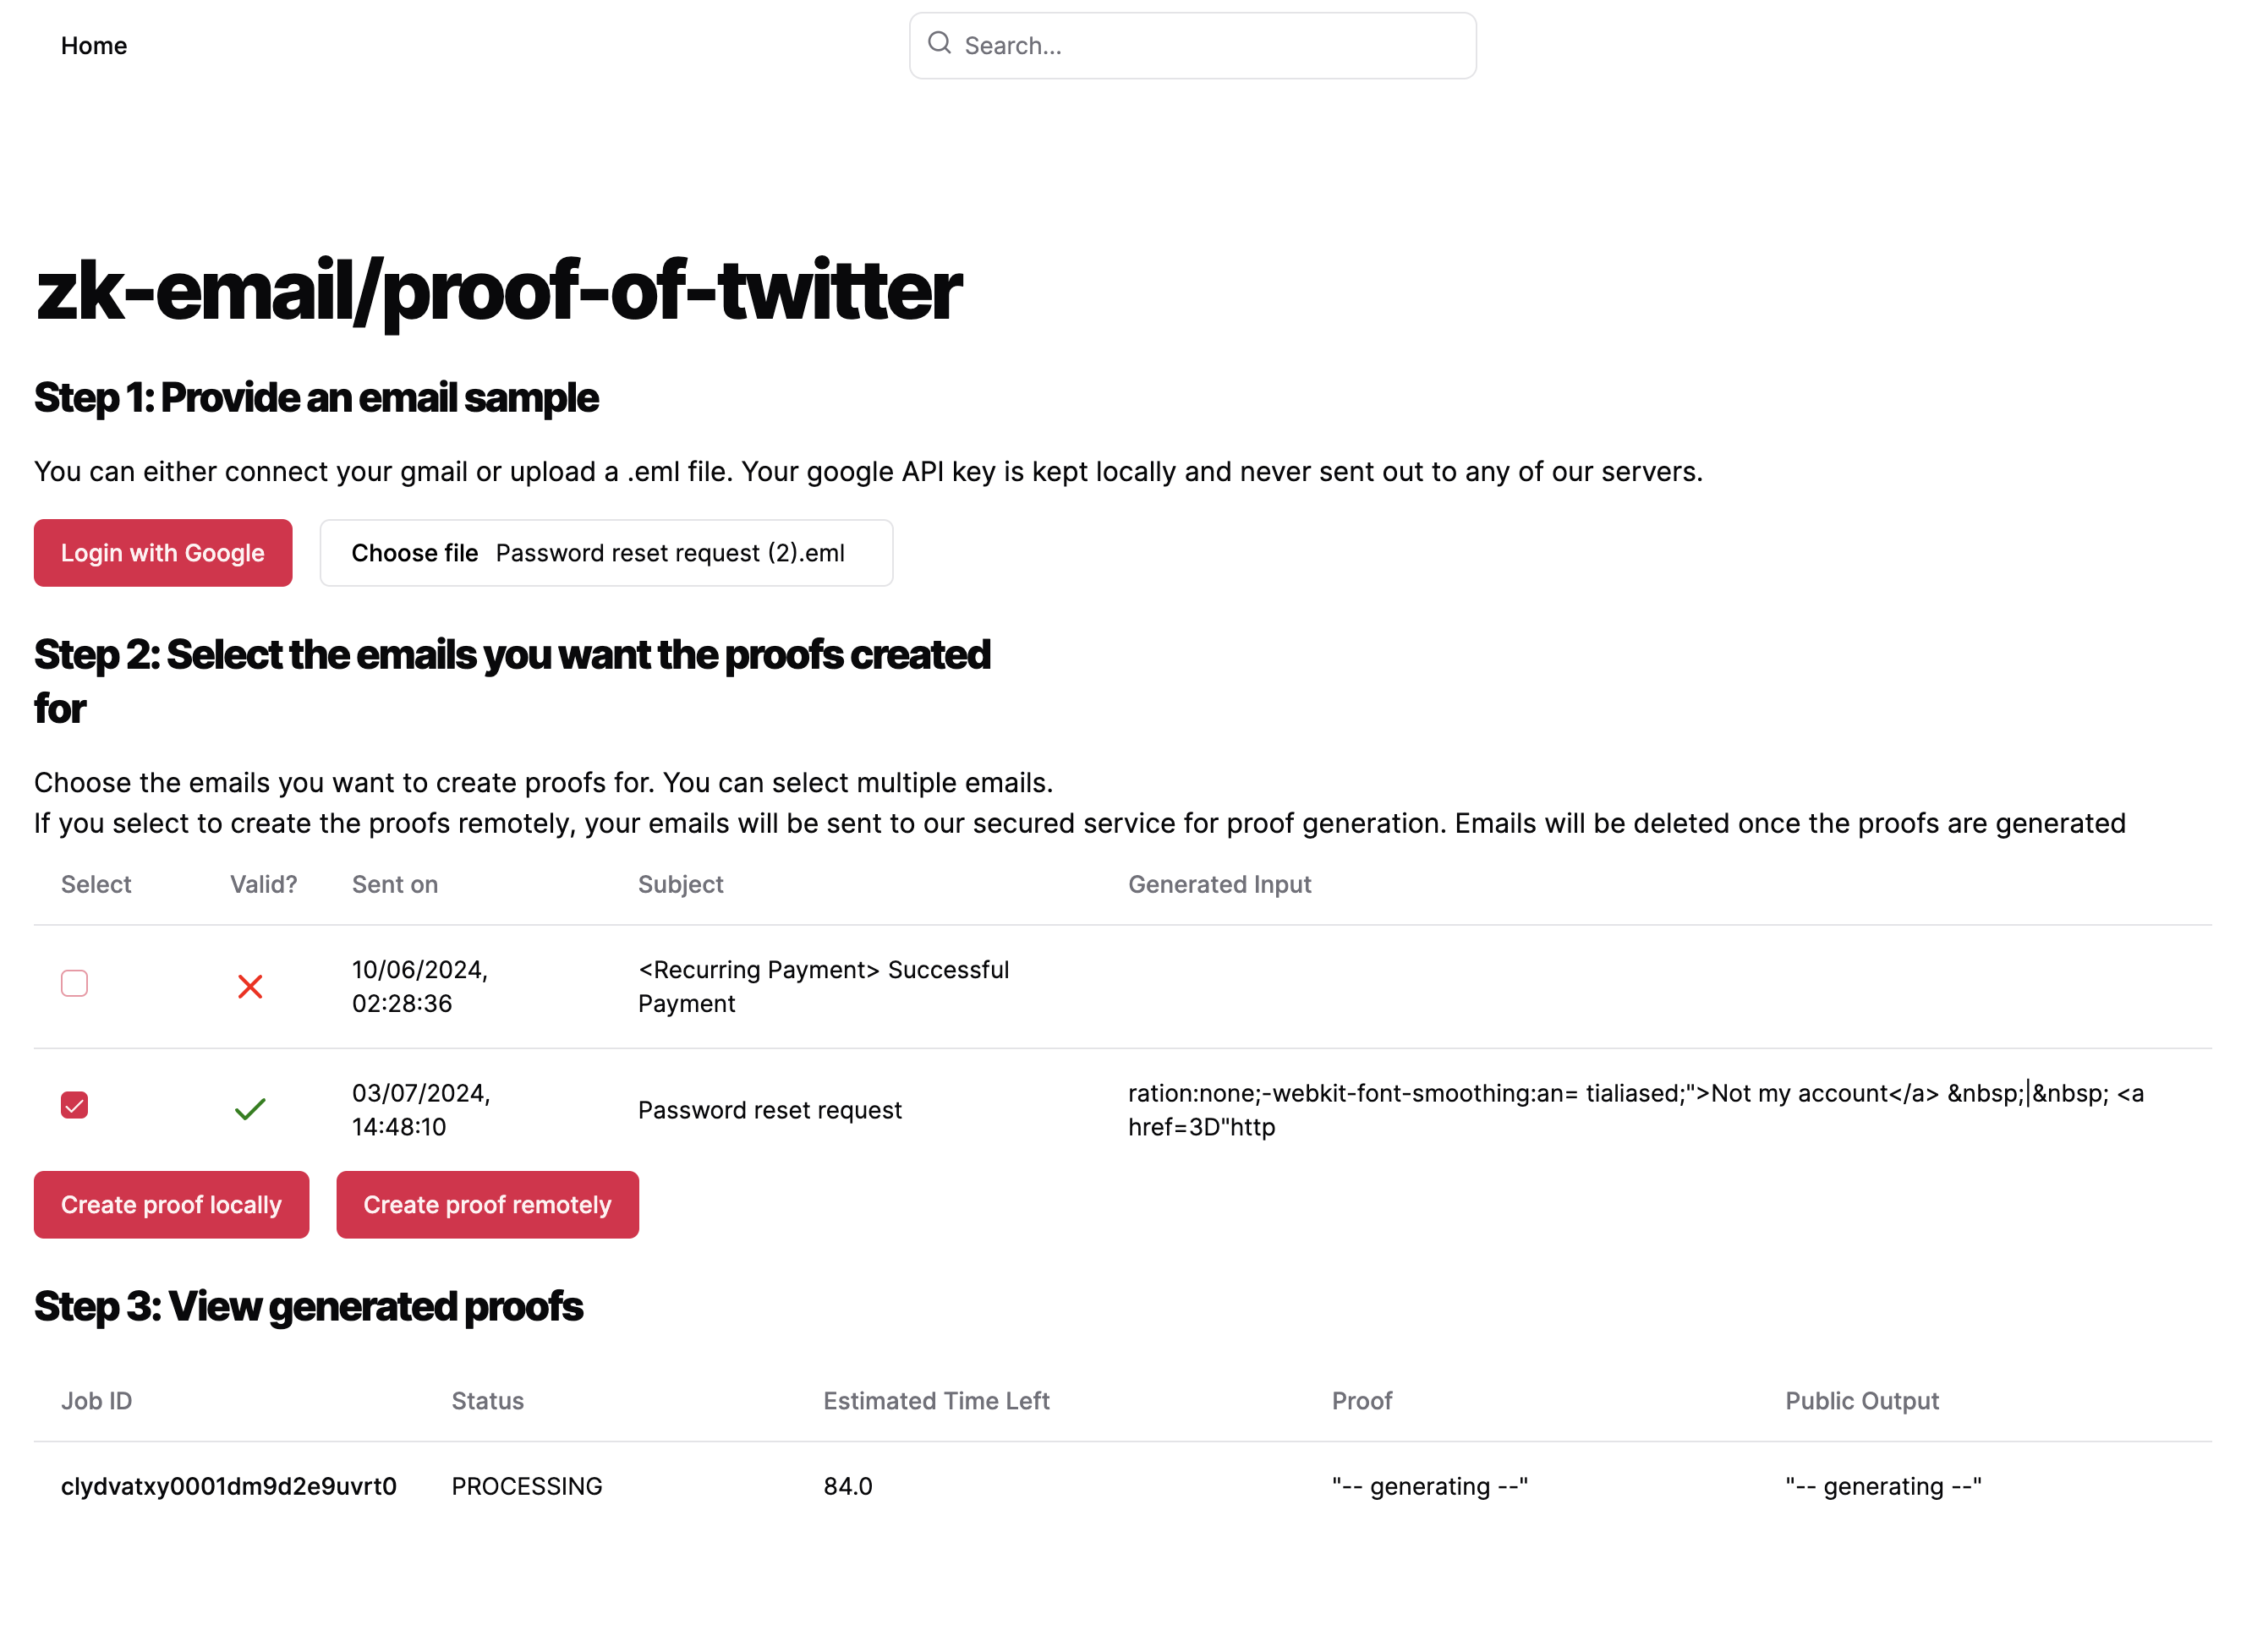 Home
Search...
zk-email/proof-of-twitter
Step 1: Provide an email sample
You can either connect your gmail or upload a .eml file. Your google API key is kept locally and never sent out to any of our servers.
Login with Google
Choose file Password reset request (2).eml
Step 2: Select the emails you want the proofs created
for
Choose the emails you want to create proofs for. You can select multiple emails.
If you select to create the proofs remotely, your emails will be sent to our secured service for proof generation. Emails will be deleted once the proofs are generated
Select Valid? Sent on Subject Generated Input
10/06/2024,
02:28:36
<Recurring Payment> Successful
Payment
03/07/2024,
14:48:10
Password reset request
ration:none;-webkit-font-smoothing:an= tialiased;">Not my account</a> &nbsp;|&nbsp; <a
href=3D"http
Create proof locally
Create proof remotely
Step 3: View generated proofs
Job ID Status Estimated Time Left Proof Public Output
clydvatxy0001dm9d2e9uvrt0 PROCESSING 84.0 "-- generating --" "-- generating --"